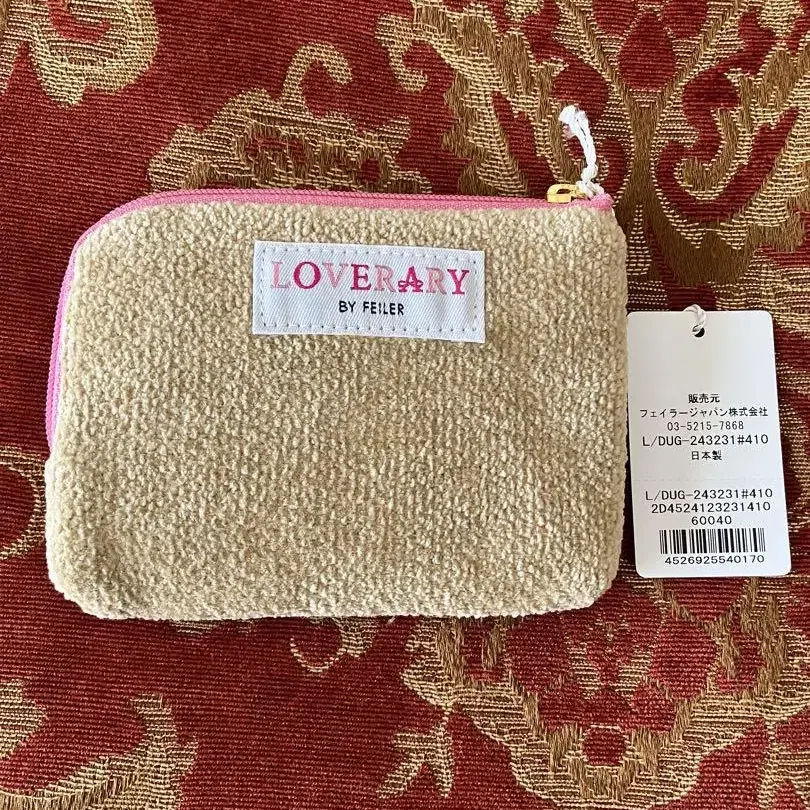 LOVERARY
BY FEILER
販売元
フェイラージャパン株式会社
03-5215-7868
L/DUG-243231#410
日本製
L/DUG-243231#410
2D4524123231410
60040
4526925540170